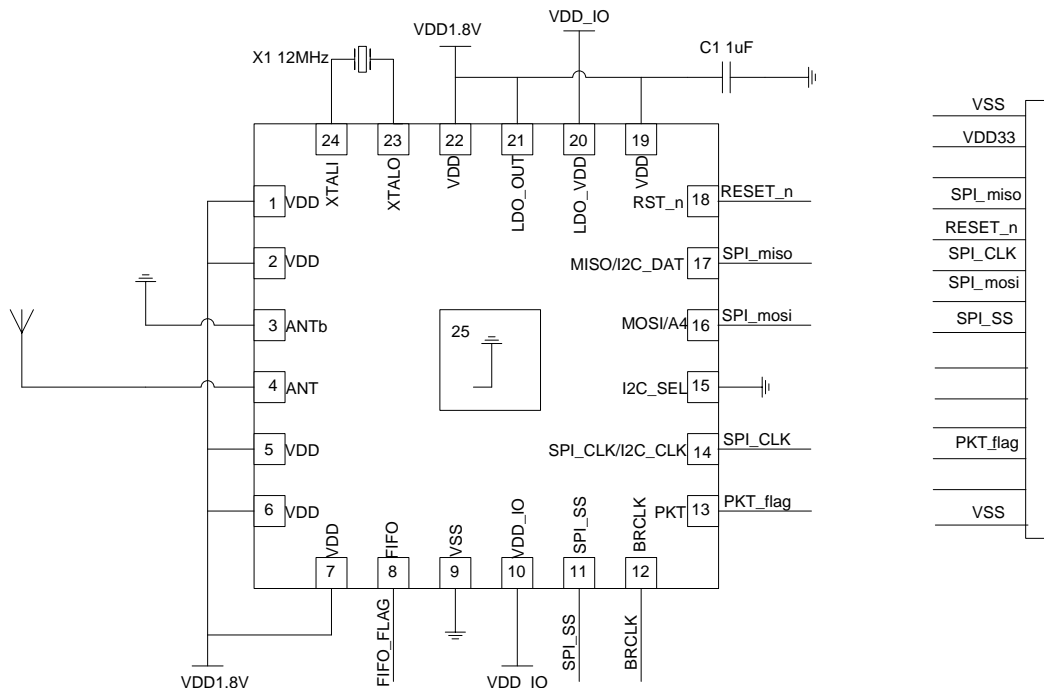 VDD_IO
VDD1.8V
C1 1uF
X1 12MHz
VSS
VDD33
24 23 22 21 20 19
XTALI XTALO VDD LDO_OUT LDO_VDD VDD
1 VDD
RST_n 18 RESET_n
SPI_miso
RESET_n
2 VDD
MISO/I2C_DAT 17 SPI_miso
SPI_CLK
SPI_mosi
3 ANTb
25
MOSI/A4 16 SPI_mosi
SPI_SS
4 ANT
I2C_SEL 15
5 VDD
SPI_CLK/I2C_CLK 14 SPI_CLK
PKT_flag
6 VDD
PKT 13 PKT_flag
VSS
VDD FIFO VSS VDD_IO SPI_SS BRCLK
7 8 9 10 11 12
FIFO_FLAG SPI_SS BRCLK
VDD1.8V
VDD_IO